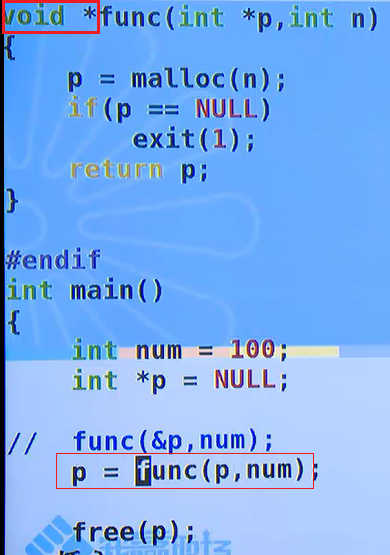 void *func(int *p,int n)
{
p = malloc(n);
if(p == NULL)
exit(1);
return p;
}
#endif
int main()
{
int num = 100;
int *p = NULL;
// func(&p,num);
p = func(p,num);
free(p);